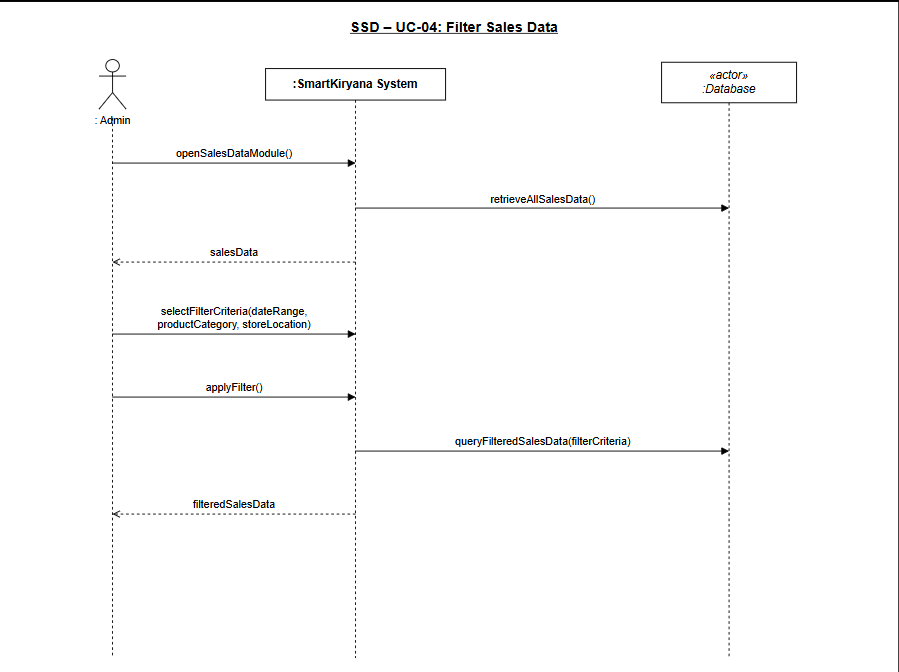 SSD – UC-04: Filter Sales Data
:SmartKiryana System
«actor»
:Database
: Admin
openSalesDataModule()
retrieveAllSalesData()
salesData
selectFilterCriteria(dateRange,
productCategory, storeLocation)
applyFilter()
queryFilteredSalesData(filterCriteria)
filteredSalesData